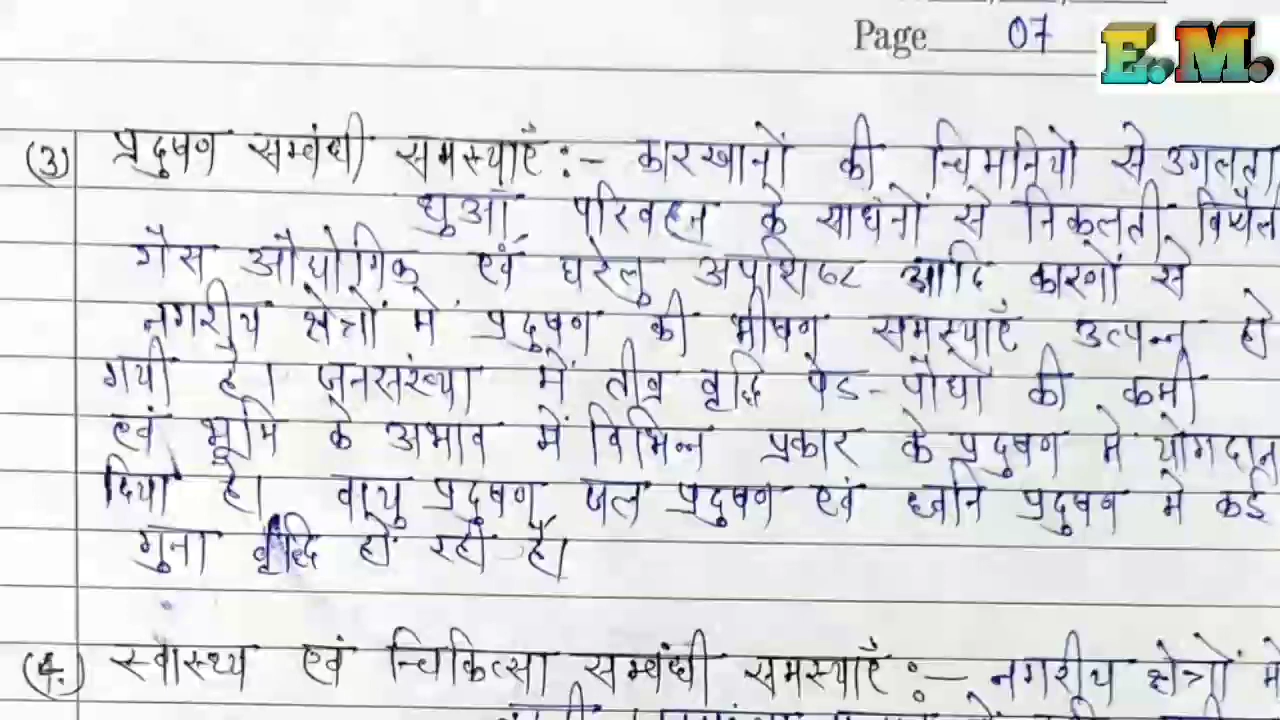 Page 07
E.M.
(3) प्रदुषण सम्बंधी समस्याएँ :- कारखानों की चिमनियो से उगलता
धुआँ परिवहन के साधनों से निकलती विषैल
गैस औद्योगिक एवं घरेलु अपशिष्ट आदि कारणों से
नगरीय क्षेत्रों मे प्रदुषण की भीषण समस्याएँ उत्पन्न हो
गयी है। जनसंख्या में तीव्र वृद्धि पेड-पौधों की कमी
एवं भूमि के अभाव में विभिन्न प्रकार के प्रदुषण मे योगदान
दिया है। वायु प्रदुषण जल प्रदुषण एवं ध्वनि प्रदुषण मे कई
गुना वृद्धि हो रही है।
(4.) स्वास्थ्य एवं चिकित्सा सम्बंधी समस्याएँ :- नगरीय क्षेत्रों मे